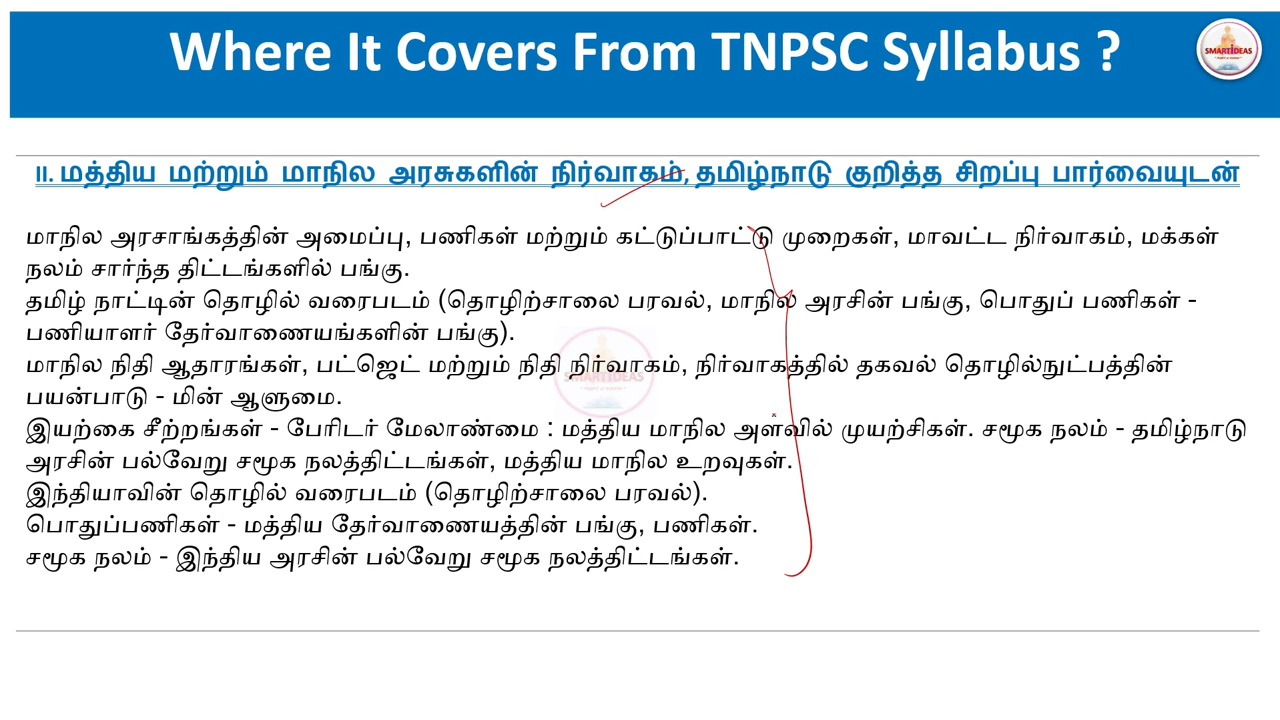 Where It Covers From TNPSC Syllabus ?
SMARTIDEAS
II. மத்திய மற்றும் மாநில அரசுகளின் நிர்வாகம், தமிழ்நாடு குறித்த சிறப்பு பார்வையுடன்
மாநில அரசாங்கத்தின் அமைப்பு, பணிகள் மற்றும் கட்டுப்பாட்டு முறைகள், மாவட்ட நிர்வாகம், மக்கள்
நலம் சார்ந்த திட்டங்களில் பங்கு.
தமிழ் நாட்டின் தொழில் வரைபடம் (தொழிற்சாலை பரவல், மாநில அரசின் பங்கு, பொதுப் பணிகள் -
பணியாளர் தேர்வாணையங்களின் பங்கு).
மாநில நிதி ஆதாரங்கள், பட்ஜெட் மற்றும் நிதி நிர்வாகம், நிர்வாகத்தில் தகவல் தொழில்நுட்பத்தின்
பயன்பாடு - மின் ஆளுமை.
SMARTIDEAS
இயற்கை சீற்றங்கள் - பேரிடர் மேலாண்மை : மத்திய மாநில அளவில் முயற்சிகள். சமூக நலம் - தமிழ்நாடு
அரசின் பல்வேறு சமூக நலத்திட்டங்கள், மத்திய மாநில உறவுகள்.
இந்தியாவின் தொழில் வரைபடம் (தொழிற்சாலை பரவல்).
பொதுப்பணிகள் - மத்திய தேர்வாணையத்தின் பங்கு, பணிகள்.
சமூக நலம் - இந்திய அரசின் பல்வேறு சமூக நலத்திட்டங்கள்.